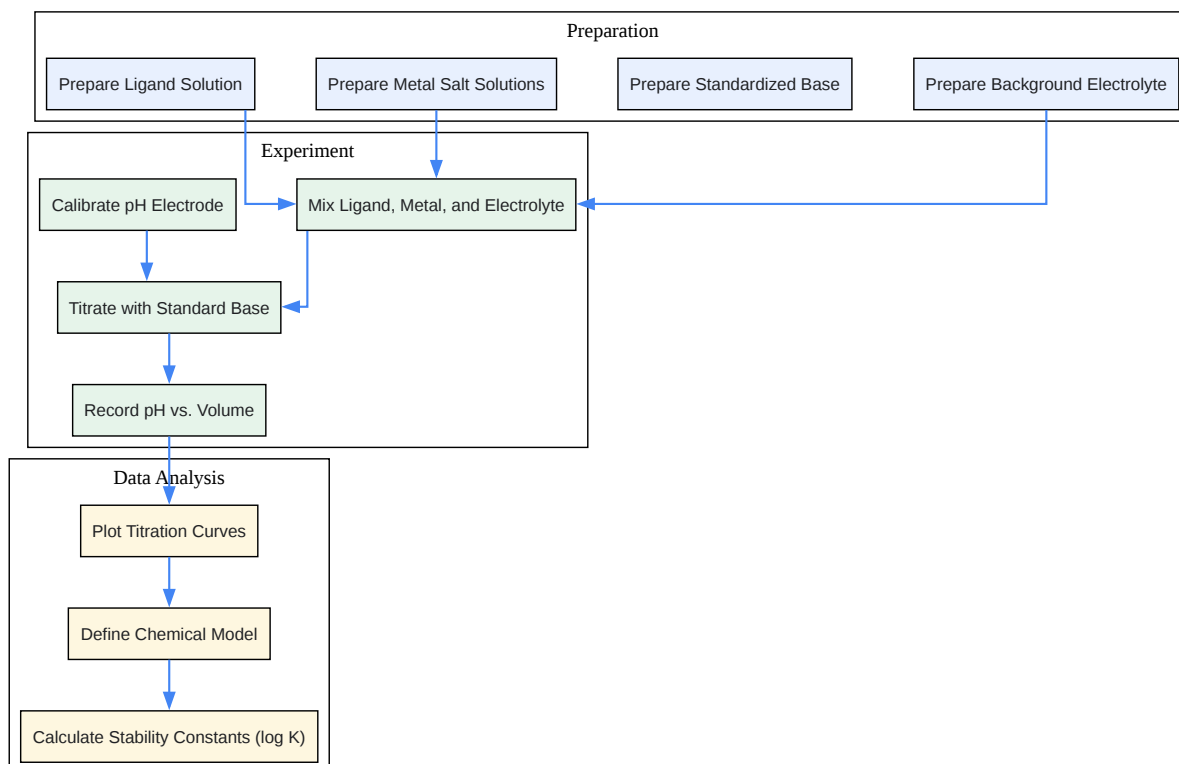 Preparation
Prepare Ligand Solution
Prepare Metal Salt Solutions
Prepare Standardized Base
Prepare Background Electrolyte
Experiment
Calibrate pH Electrode
Mix Ligand, Metal, and Electrolyte
Titrate with Standard Base
Record pH vs. Volume
Data Analysis
Plot Titration Curves
Define Chemical Model
Calculate Stability Constants (log K)